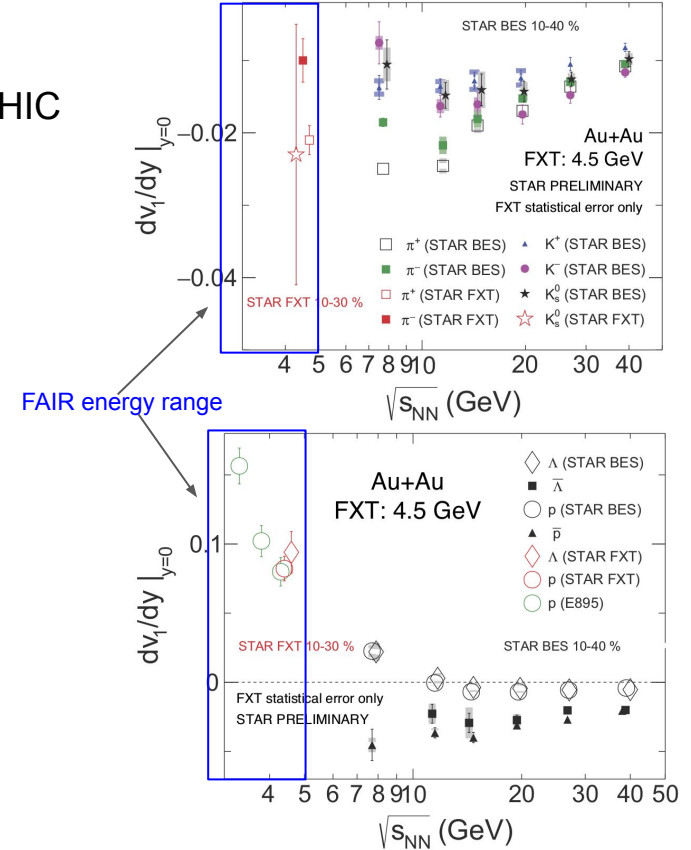 HIC
STAR BES 10-40 %
−0.02
−0.04
dv₁/dy |y=0
Au+Au
FXT: 4.5 GeV
STAR PRELIMINARY
FXT statistical error only
π⁺ (STAR BES)
K⁺ (STAR BES)
π⁻ (STAR BES)
K⁻ (STAR BES)
π⁺ (STAR FXT)
K⁰ₛ (STAR BES)
π⁻ (STAR FXT)
K⁰ₛ (STAR FXT)
STAR FXT 10-30 %
4 5 6 7 8 910 20 30 40
√sNN (GeV)
FAIR energy range
Au+Au
FXT: 4.5 GeV
Λ (STAR BES)
Λ̅
p (STAR BES)
p̅
Λ (STAR FXT)
p (STAR FXT)
p (E895)
0.1
0
dv₁/dy |y=0
STAR FXT 10-30 %
STAR BES 10-40 %
FXT statistical error only
STAR PRELIMINARY
4 5 6 7 8 910 20 30 40 50
√sNN (GeV)